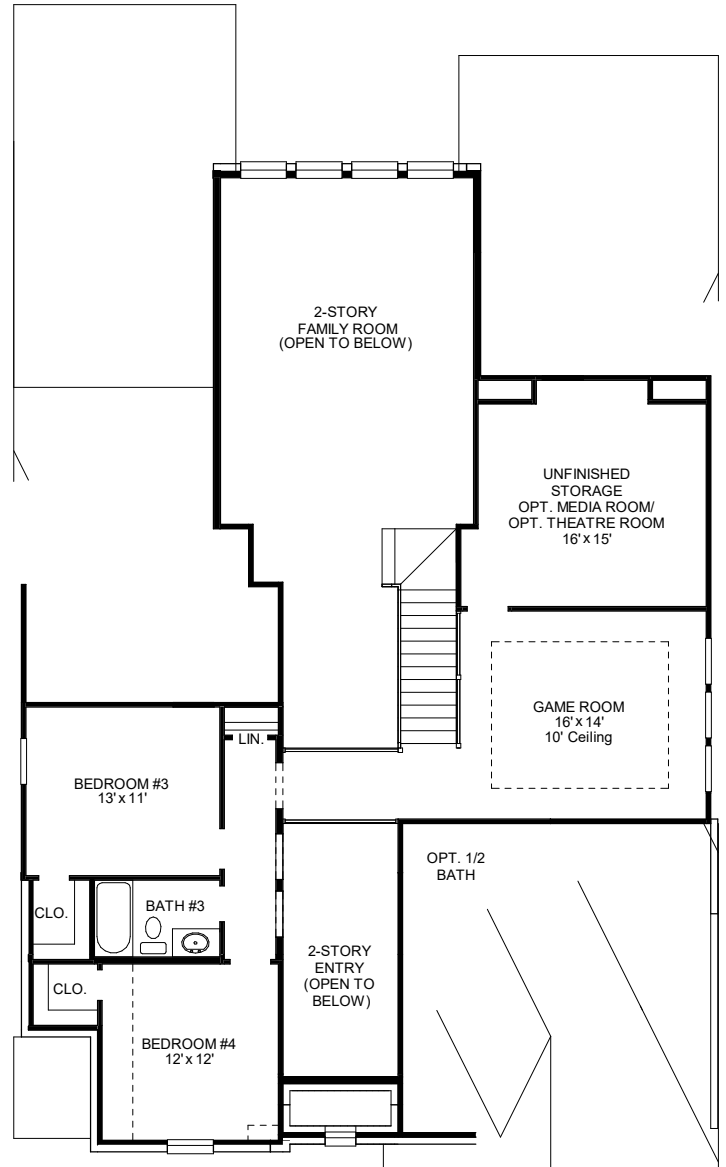 2-STORY
FAMILY ROOM
(OPEN TO BELOW)
UNFINISHED
STORAGE
OPT. MEDIA ROOM/
OPT. THEATRE ROOM
16' x 15'
GAME ROOM
16' x 14'
10' Ceiling
LIN.
BEDROOM #3
13' x 11'
OPT. 1/2
BATH
CLO.
BATH #3
2-STORY
ENTRY
(OPEN TO
BELOW)
CLO.
BEDROOM #4
12' x 12'